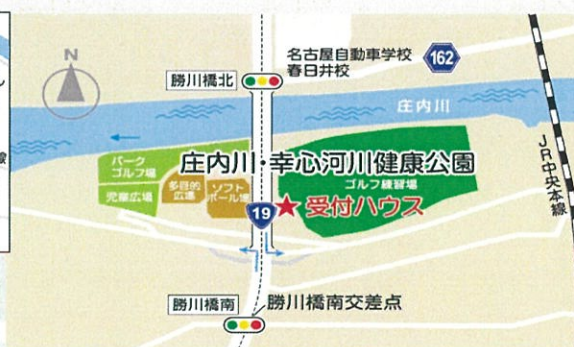 N
名古屋自動車学校
春日井校
162
勝川橋北
庄内川
パーク
ゴルフ場
児童広場
多目的
広場
ソフト
ボール場
庄内川・幸心河川健康公園
ゴルフ練習場
19
★受付ハウス
JR中央本線
勝川橋南
勝川橋南交差点